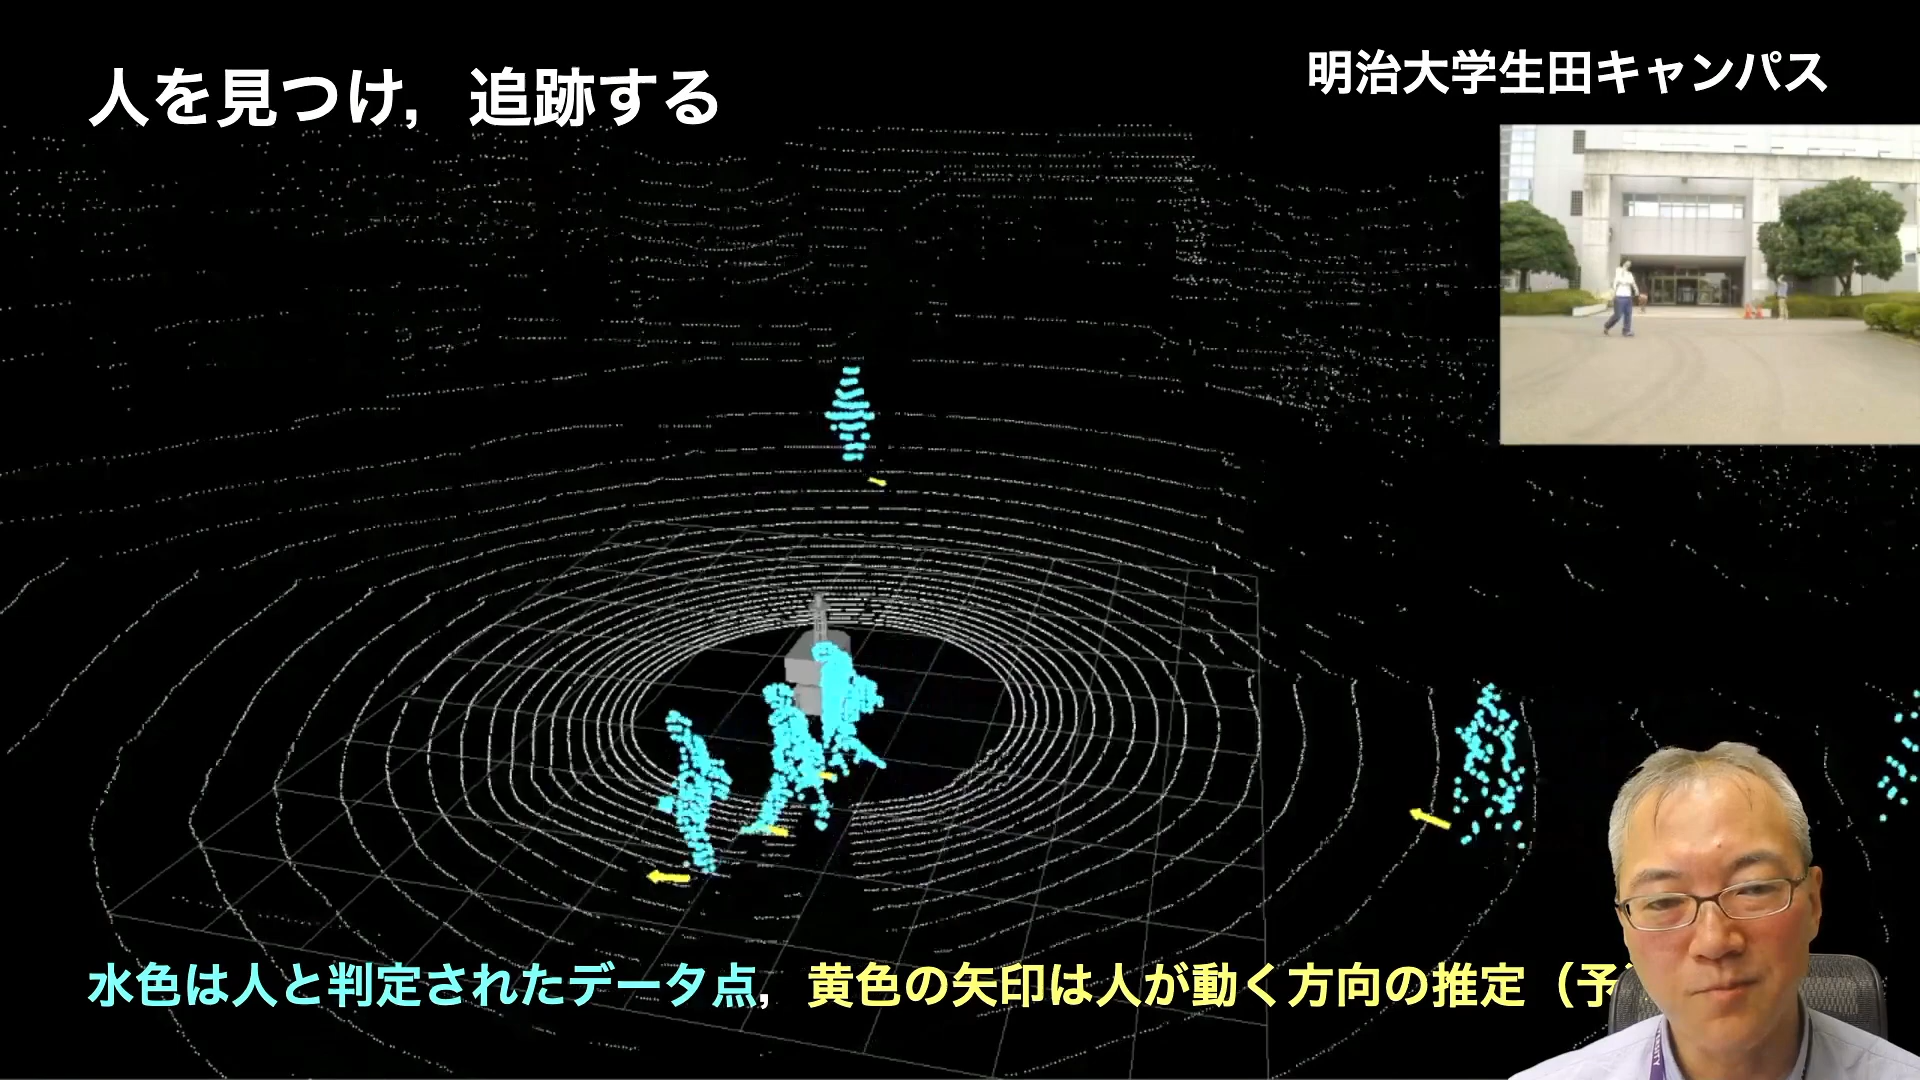 人を見つけ，追跡する
明治大学生田キャンパス
水色は人と判定されたデータ点，黄色の矢印は人が動く方向の推定（予